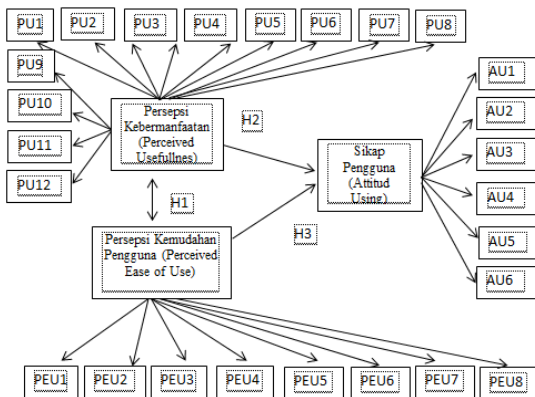 PU1 PU2 PU3 PU4 PU5 PU6 PU7 PU8
PU9
PU10
PU11
PU12
Persepsi
Kebermanfaatan
(Perceived
Usefullnes)
H2
H1
Persepsi Kemudahan
Pengguna (Perceived
Ease of Use)
H3
Sikap
Pengguna
(Attitud
Using)
AU1
AU2
AU3
AU4
AU5
AU6
PEU1 PEU2 PEU3 PEU4 PEU5 PEU6 PEU7 PEU8